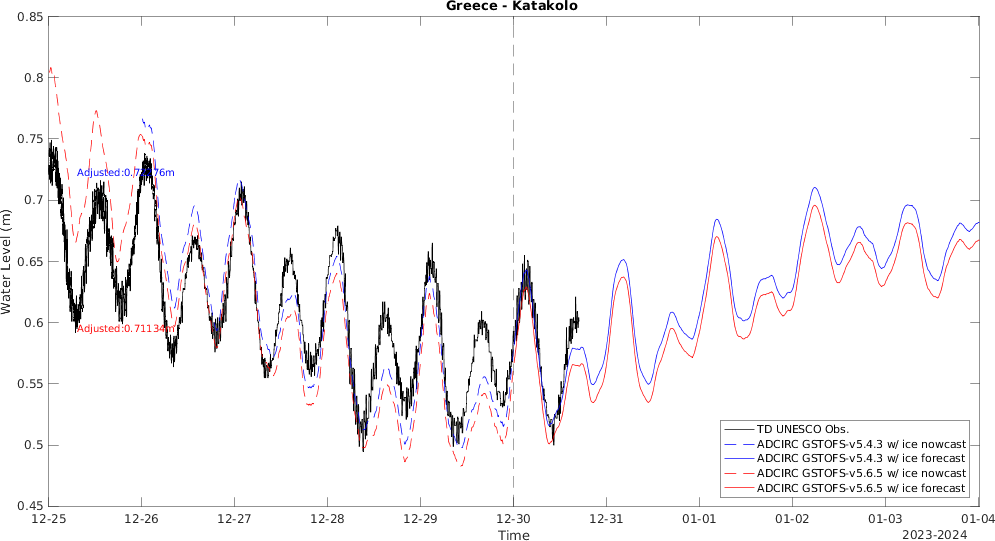 Greece - Katakolo
0.85
0.8
0.75
0.7
0.65
0.6
0.55
0.5
0.45
Water Level (m)
Adjusted:0.71134m
TD UNESCO Obs.
ADCIRC GSTOFS-v5.4.3 w/ ice nowcast
ADCIRC GSTOFS-v5.4.3 w/ ice forecast
ADCIRC GSTOFS-v5.6.5 w/ ice nowcast
ADCIRC GSTOFS-v5.6.5 w/ ice forecast
12-25 12-26 12-27 12-28 12-29 12-30 12-31 01-01 01-02 01-03 01-04
Time
2023-2024